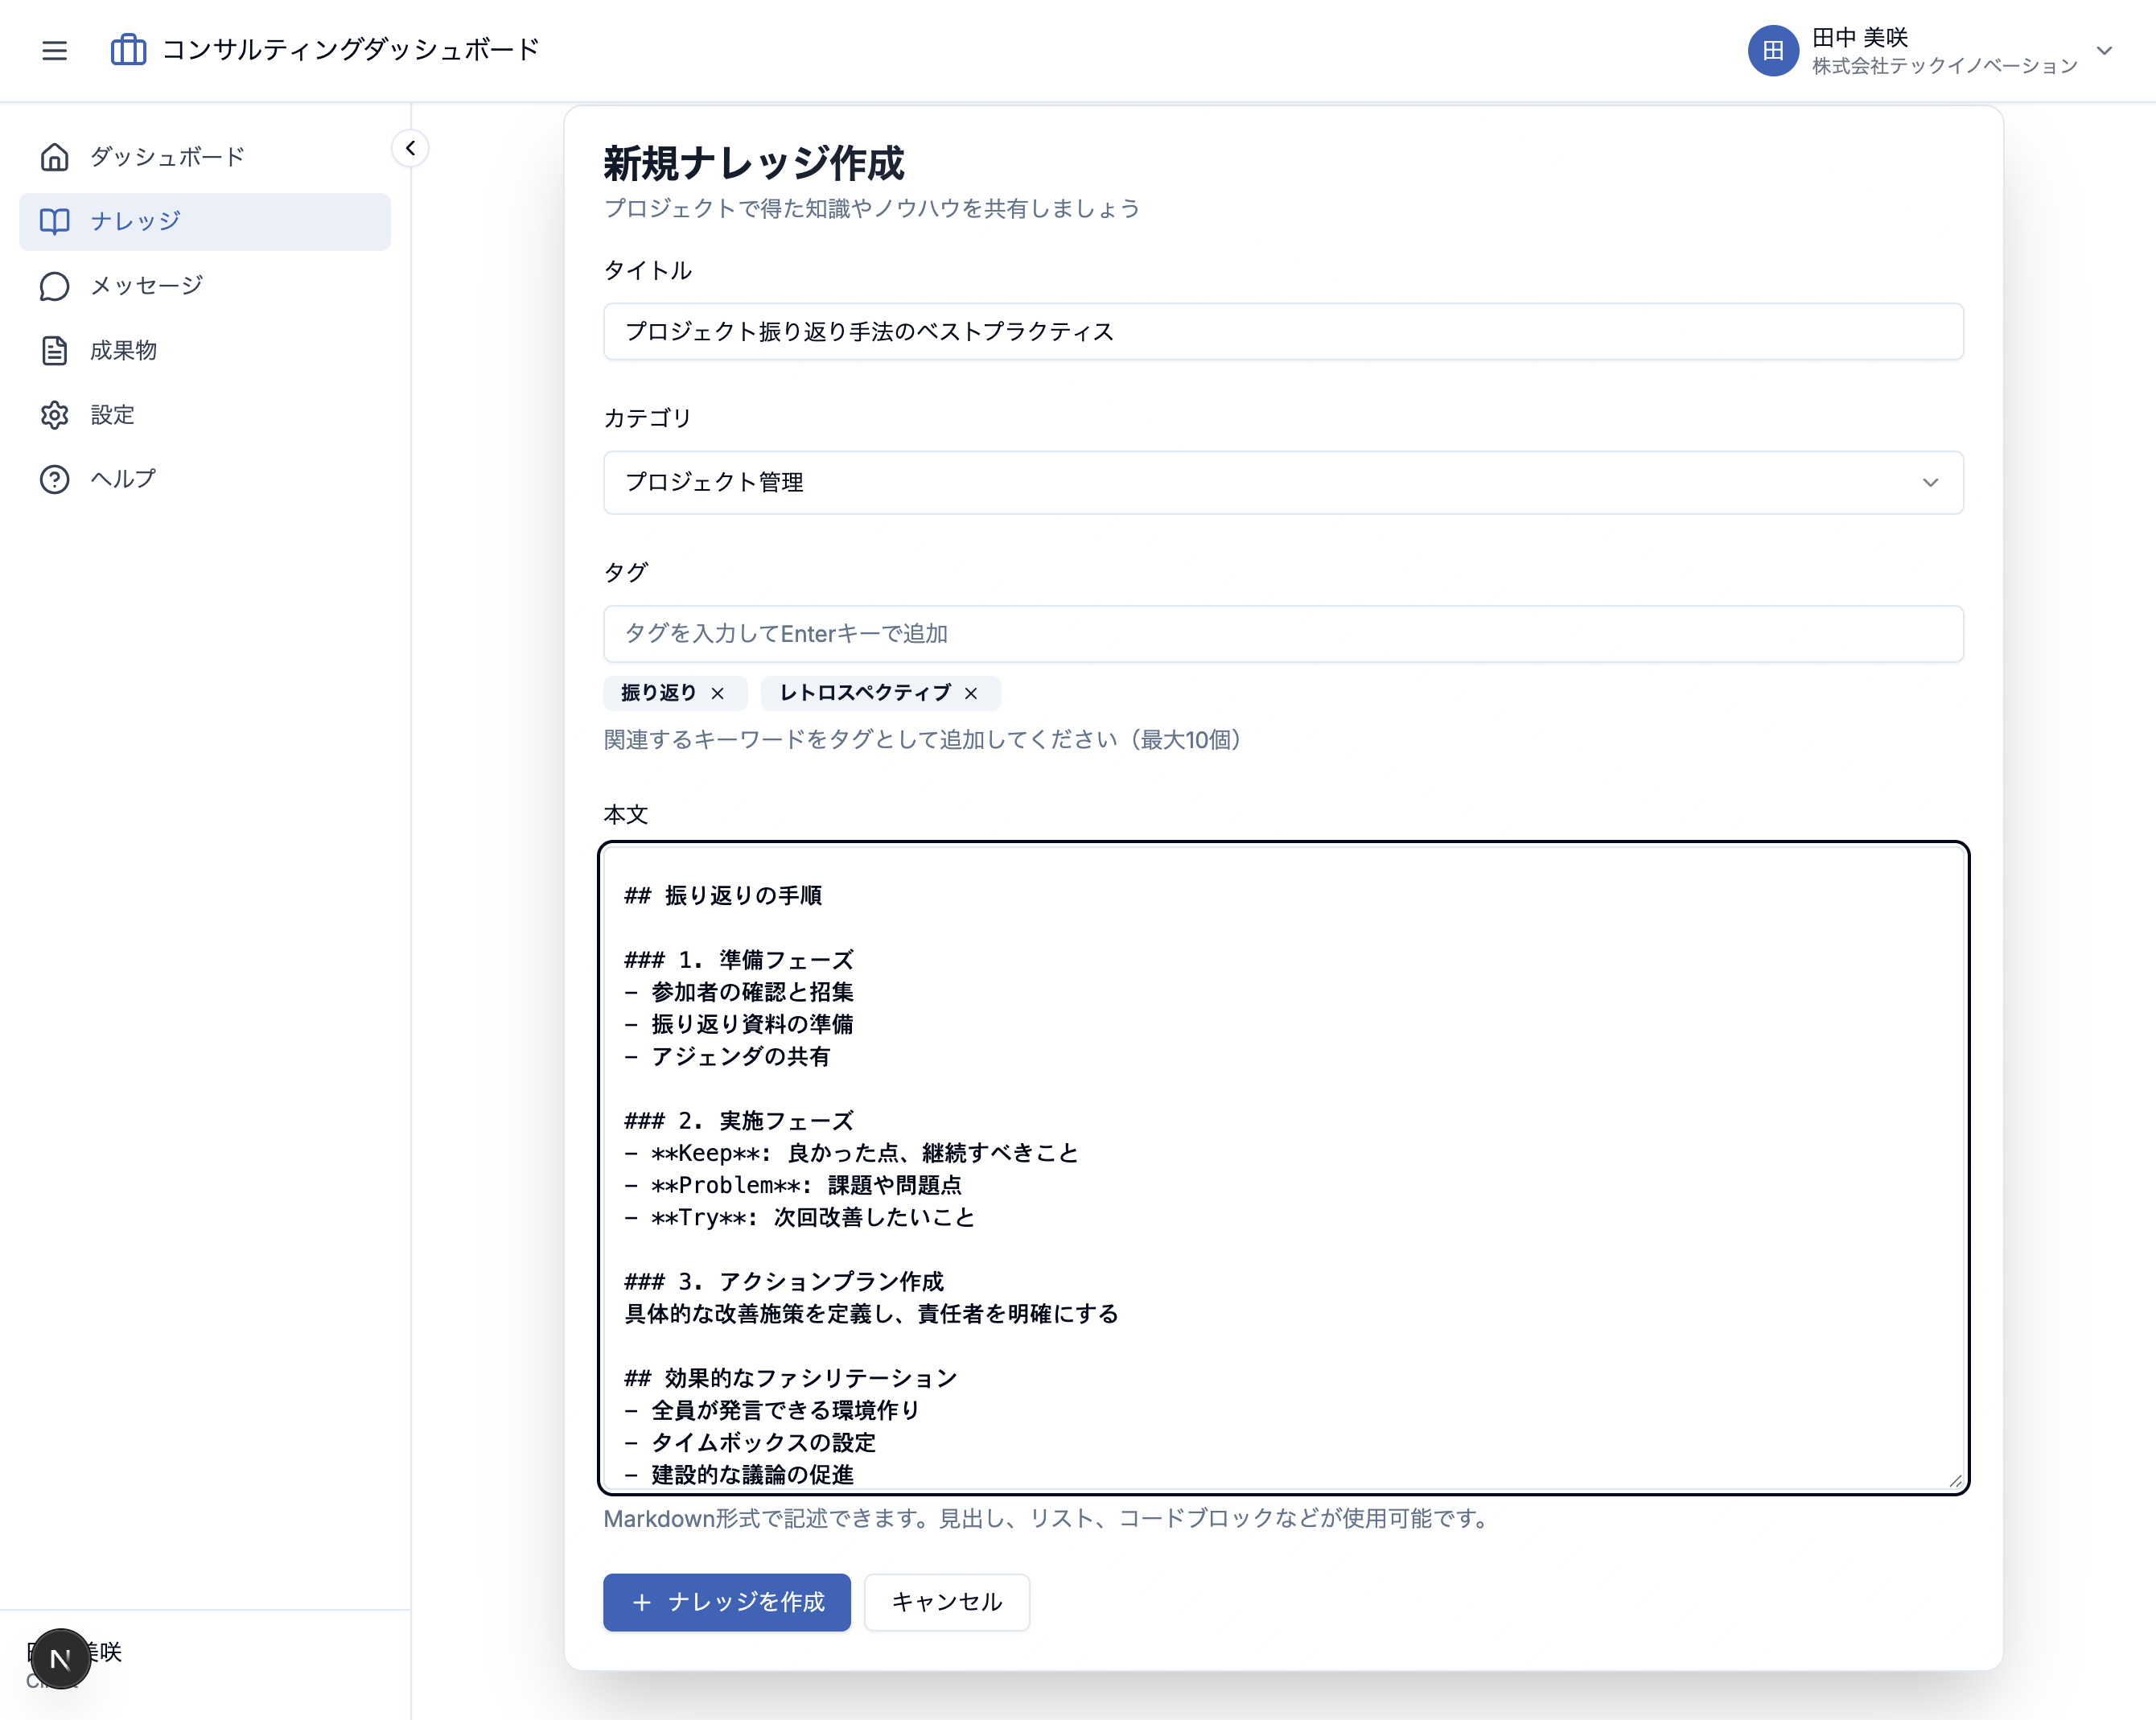 コンサルティングダッシュボード
田
田中 美咲
株式会社テックイノベーション
ダッシュボード
ナレッジ
メッセージ
成果物
設定
ヘルプ
新規ナレッジ作成
プロジェクトで得た知識やノウハウを共有しましょう
タイトル
プロジェクト振り返り手法のベストプラクティス
カテゴリ
プロジェクト管理
タグ
タグを入力してEnterキーで追加
振り返り ×
レトロスペクティブ ×
関連するキーワードをタグとして追加してください（最大10個）
本文
## 振り返りの手順
### 1. 準備フェーズ
- 参加者の確認と招集
- 振り返り資料の準備
- アジェンダの共有
### 2. 実施フェーズ
- **Keep**: 良かった点、継続すべきこと
- **Problem**: 課題や問題点
- **Try**: 次回改善したいこと
### 3. アクションプラン作成
具体的な改善施策を定義し、責任者を明確にする
## 効果的なファシリテーション
- 全員が発言できる環境作り
- タイムボックスの設定
- 建設的な議論の促進
Markdown形式で記述できます。見出し、リスト、コードブロックなどが使用可能です。
+ ナレッジを作成
キャンセル
美咲
N